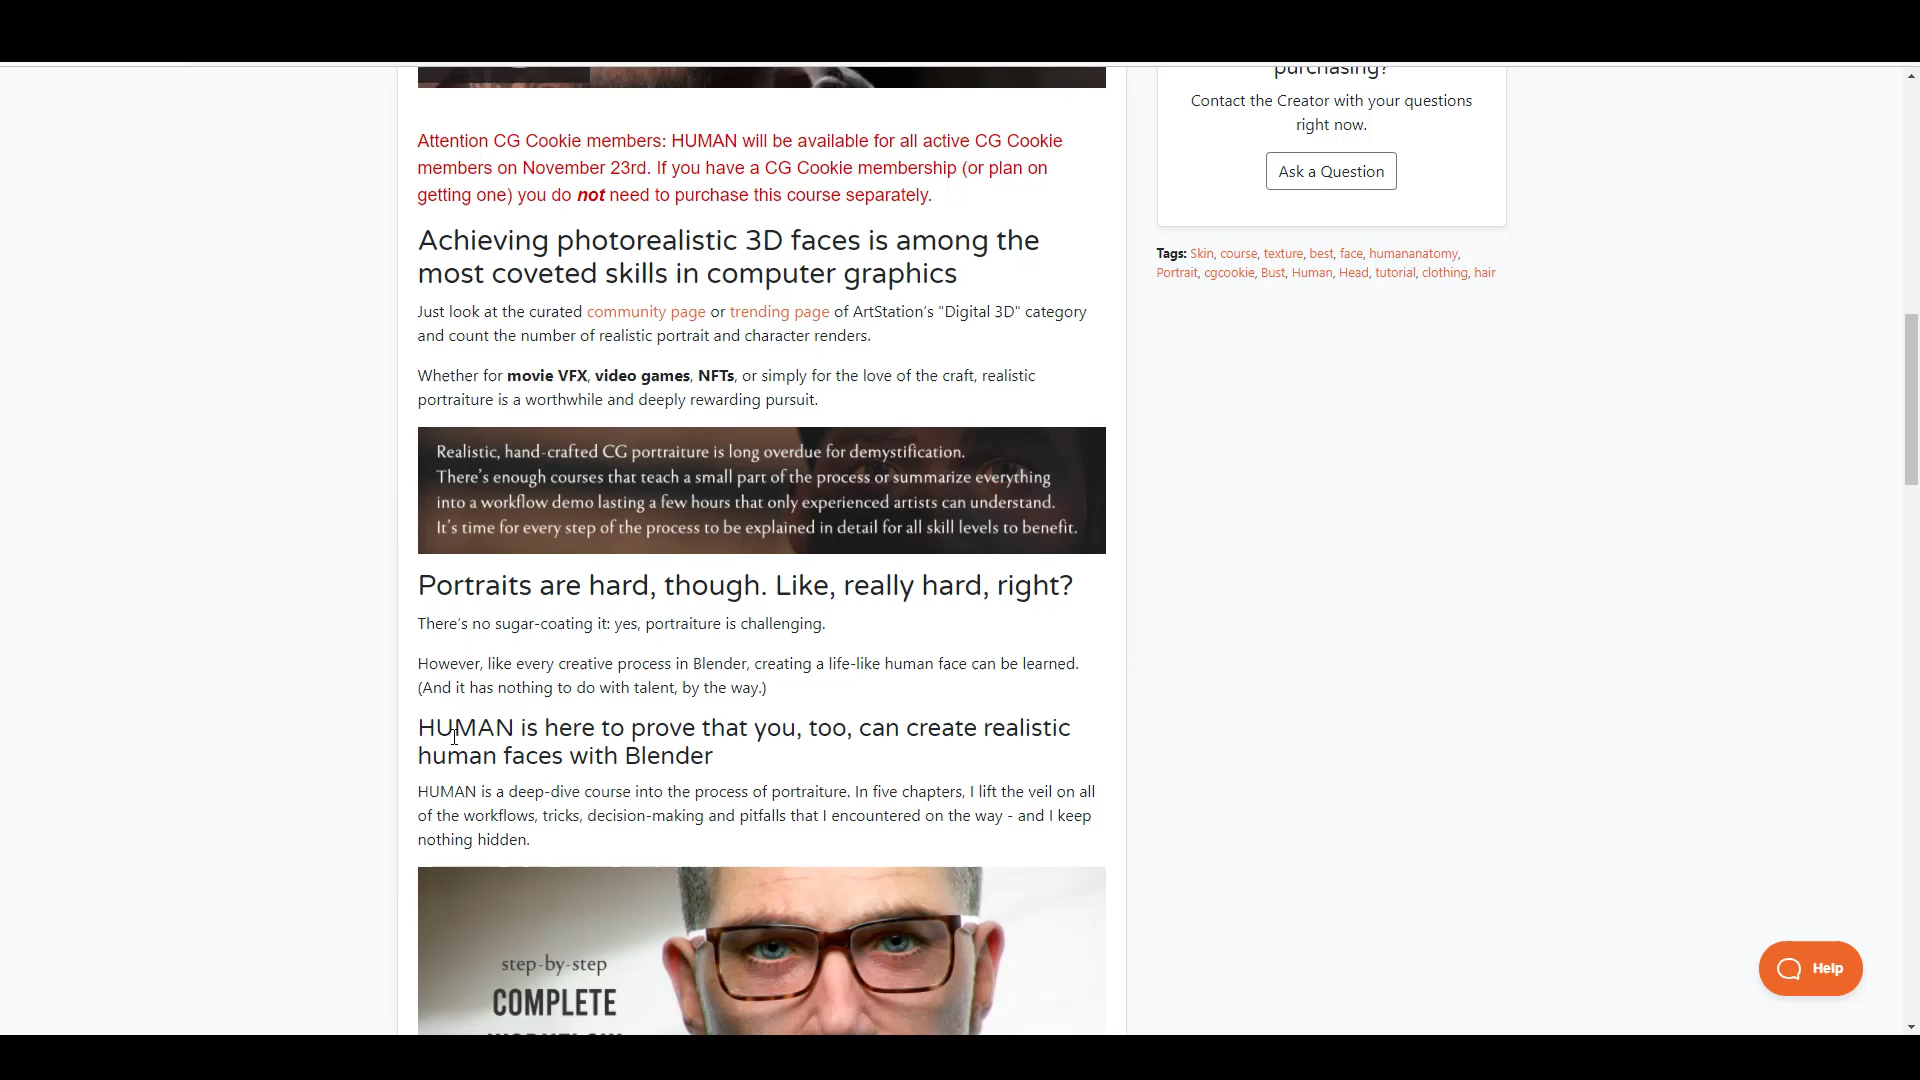 purchasing?
Contact the Creator with your questions
right now.
Ask a Question
Attention CG Cookie members: HUMAN will be available for all active CG Cookie
members on November 23rd. If you have a CG Cookie membership (or plan on
getting one) you do not need to purchase this course separately.
Tags: Skin, course, texture, best, face, humananatomy,
Portrait, cgcookie, Bust, Human, Head, tutorial, clothing, hair
Achieving photorealistic 3D faces is among the
most coveted skills in computer graphics
Just look at the curated community page or trending page of ArtStation's "Digital 3D" category
and count the number of realistic portrait and character renders.
Whether for movie VFX, video games, NFTs, or simply for the love of the craft, realistic
portraiture is a worthwhile and deeply rewarding pursuit.
Realistic, hand-crafted CG portraiture is long overdue for demystification.
There's enough courses that teach a small part of the process or summarize everything
into a workflow demo lasting a few hours that only experienced artists can understand.
It's time for every step of the process to be explained in detail for all skill levels to benefit.
Portraits are hard, though. Like, really hard, right?
There's no sugar-coating it: yes, portraiture is challenging.
However, like every creative process in Blender, creating a life-like human face can be learned.
(And it has nothing to do with talent, by the way.)
HUMAN is here to prove that you, too, can create realistic
human faces with Blender
HUMAN is a deep-dive course into the process of portraiture. In five chapters, I lift the veil on all
of the workflows, tricks, decision-making and pitfalls that I encountered on the way - and I keep
nothing hidden.
step-by-step
COMPLETE
WORKFLOW
Help